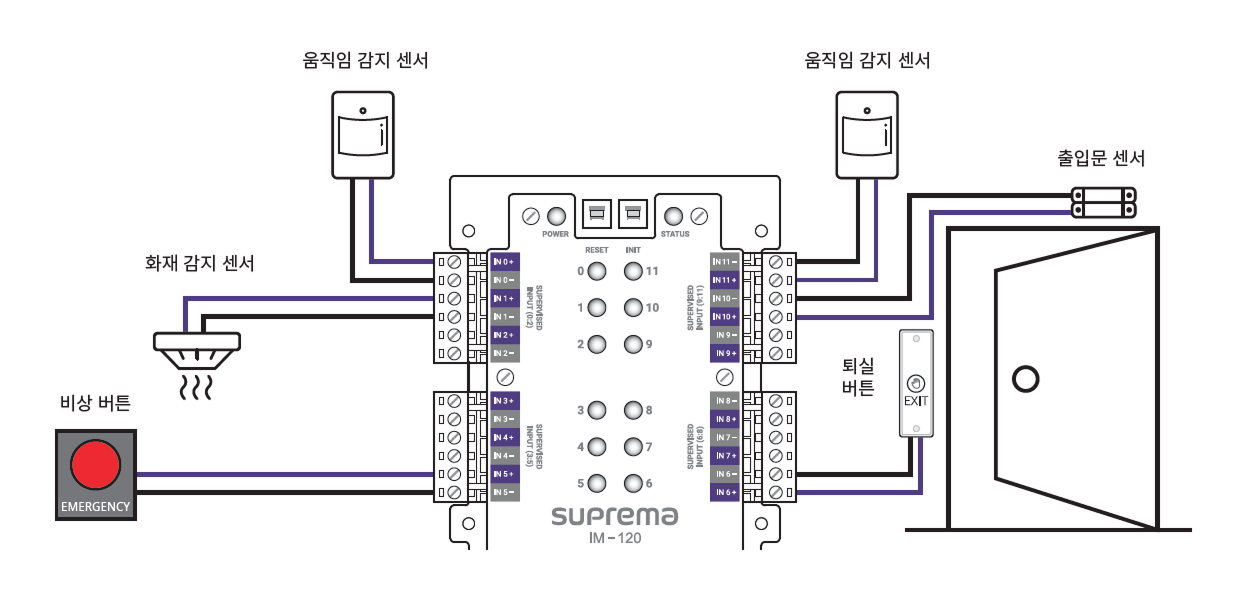 움직임 감지 센서
움직임 감지 센서
출입문 센서
화재 감지 센서
비상 버튼
EMERGENCY
퇴실
버튼
EXIT
POWER
STATUS
RESET
INIT
IN 0+
IN 0-
IN 1+
IN 1-
IN 2+
IN 2-
SUPERVISED
INPUT (0:2)
IN 3+
IN 3-
IN 4+
IN 4-
IN 5+
IN 5-
SUPERVISED
INPUT (3:5)
0
11
1
10
2
9
3
8
4
7
5
6
SUPERVISED
INPUT (9:11)
IN 11-
IN 11+
IN 10-
IN 10+
IN 9-
IN 9+
SUPERVISED
INPUT (6:8)
IN 8-
IN 8+
IN 7-
IN 7+
IN 6-
IN 6+
suprema
IM-120